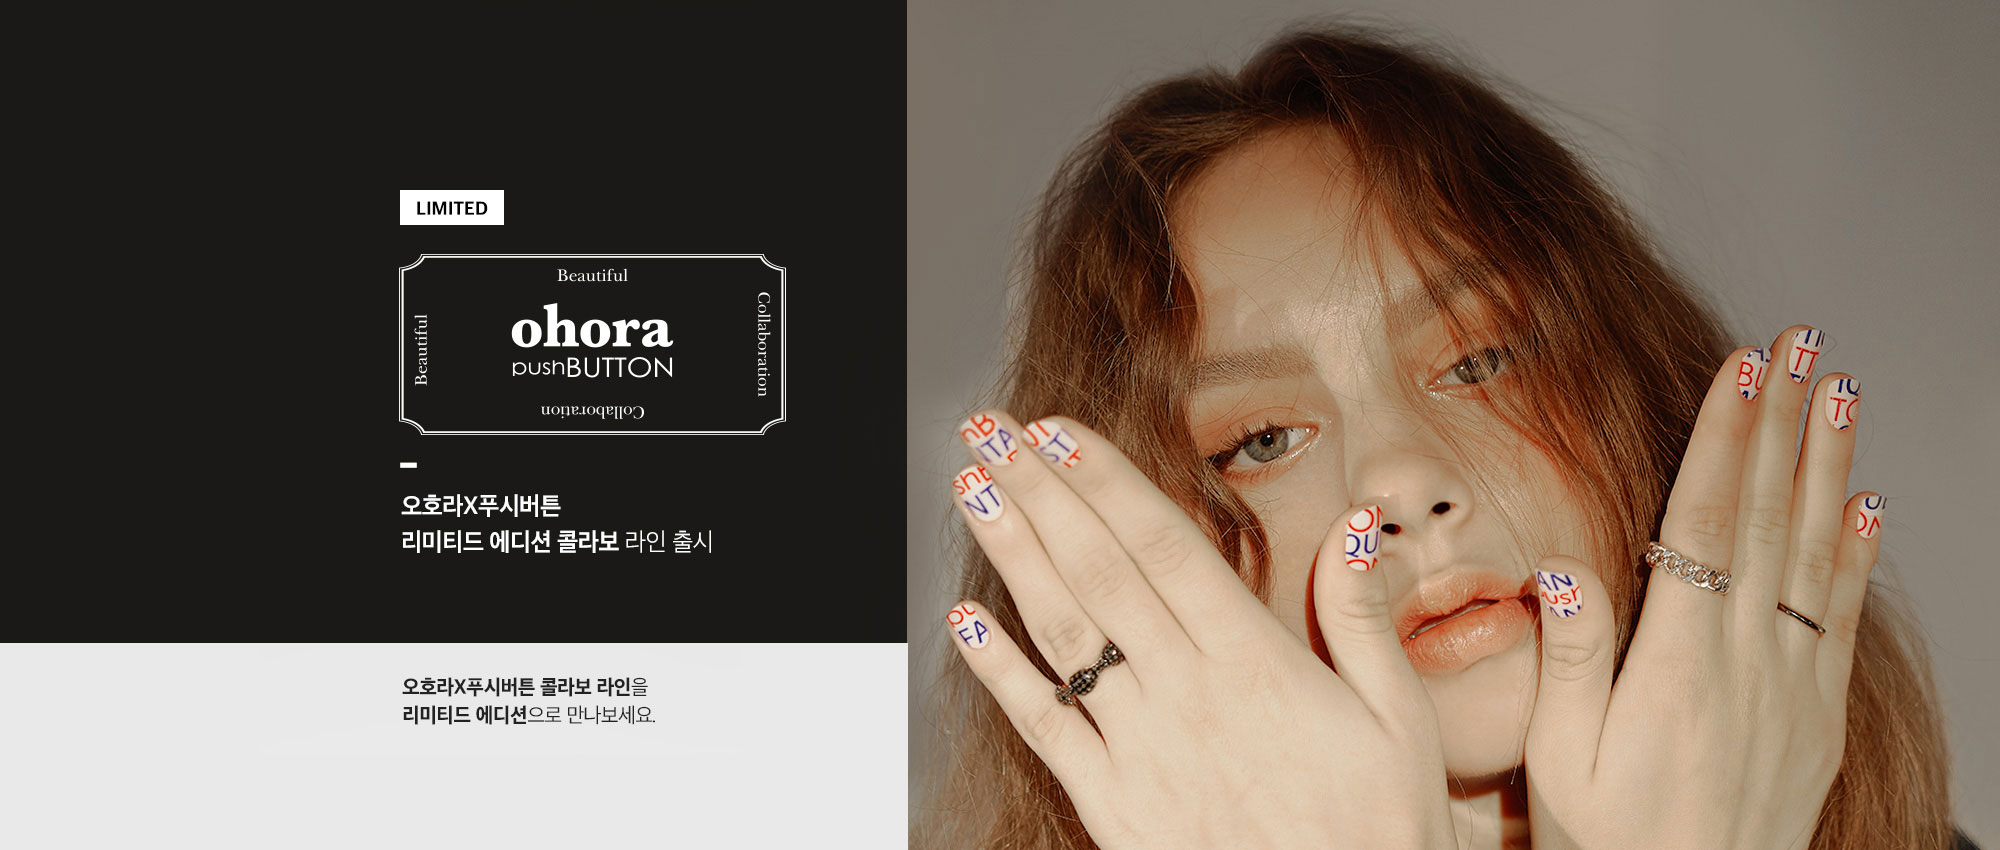 LIMITED
Beautiful
Beautiful
Collaboration
ohora
pushBUTTON
Collaboration
오호라X푸시버튼
리미티드 에디션 콜라보 라인 출시
오호라X푸시버튼 콜라보 라인을
리미티드 에디션으로 만나보세요.